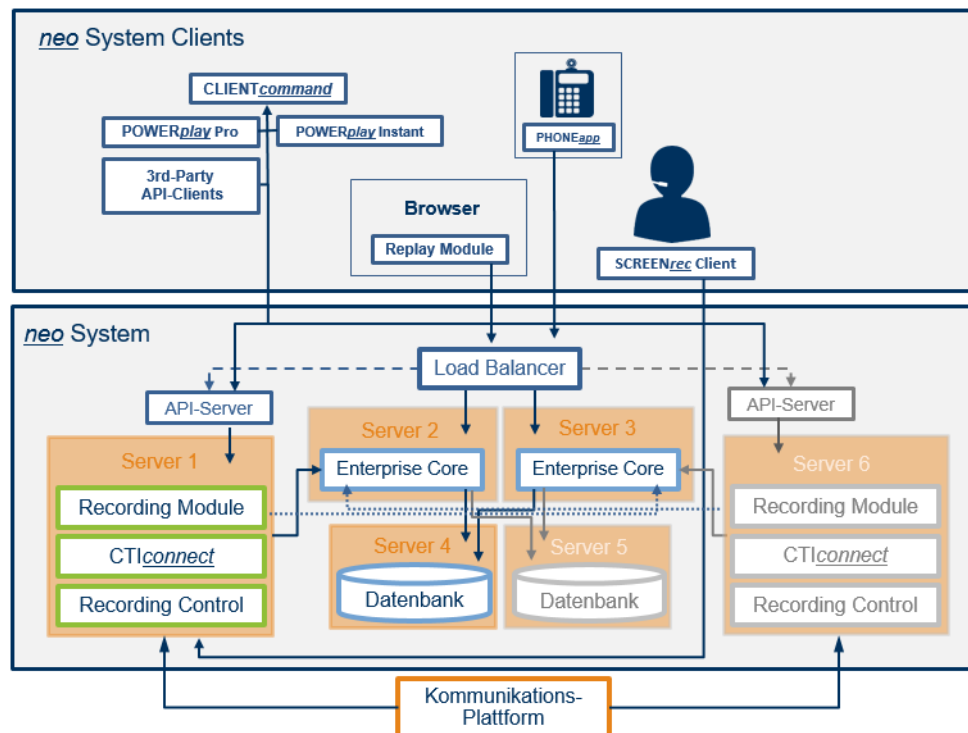 neo System Clients
CLIENTcommand
POWERplay Pro
POWERplay Instant
3rd-Party
API-Clients
PHONEapp
Browser
Replay Module
SCREENrec Client
neo System
Load Balancer
API-Server
API-Server
Server 1
Recording Module
CTIconnect
Recording Control
Server 2
Enterprise Core
Server 3
Enterprise Core
Server 4
Datenbank
Server 5
Datenbank
Server 6
Recording Module
CTIconnect
Recording Control
Kommunikations-
Plattform